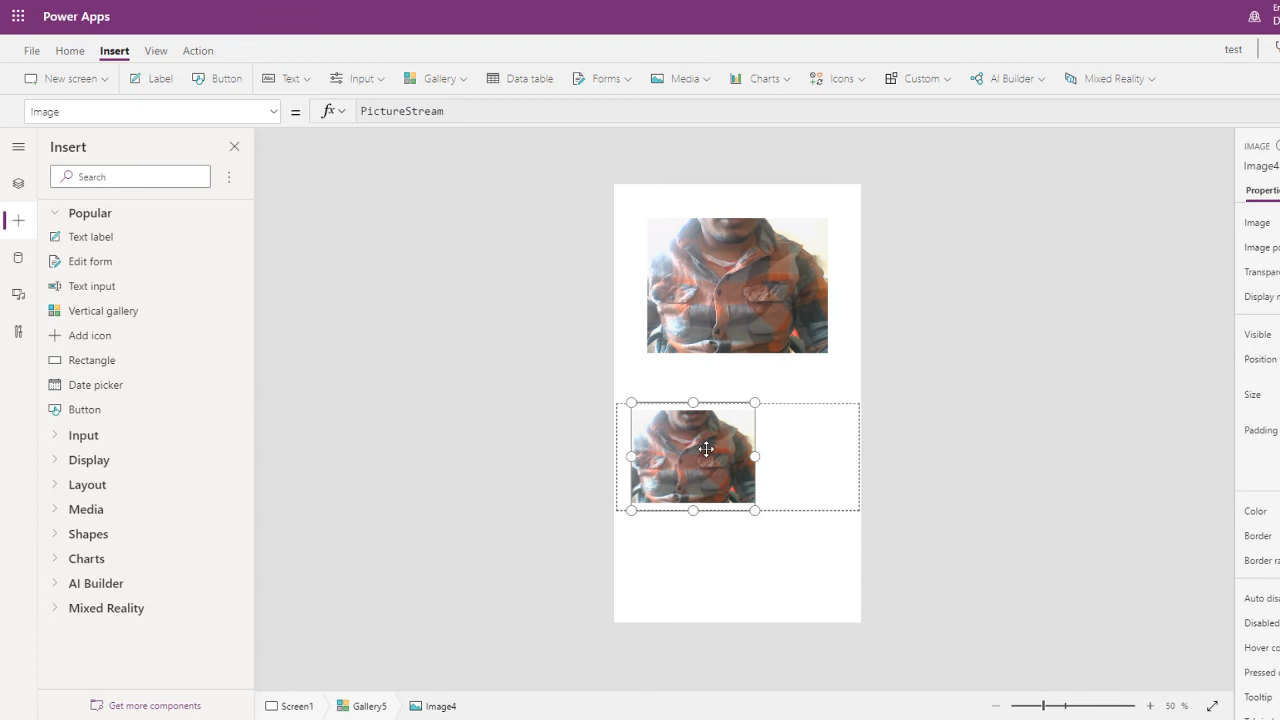 Power Apps
File Home Insert View Action test
New screen Label Button Text Input Gallery Data table Forms Media Charts Icons Custom AI Builder Mixed Reality
Image = fx PictureStream
Insert
Search
Popular
Text label
Edit form
Text input
Vertical gallery
Add icon
Rectangle
Date picker
Button
Input
Display
Layout
Media
Shapes
Charts
AI Builder
Mixed Reality
Get more components
Screen1 Gallery5 Image4 50 %
IMAGE
Image4
Image
Visible
Position
Size
Padding
Color
Border
Tooltip